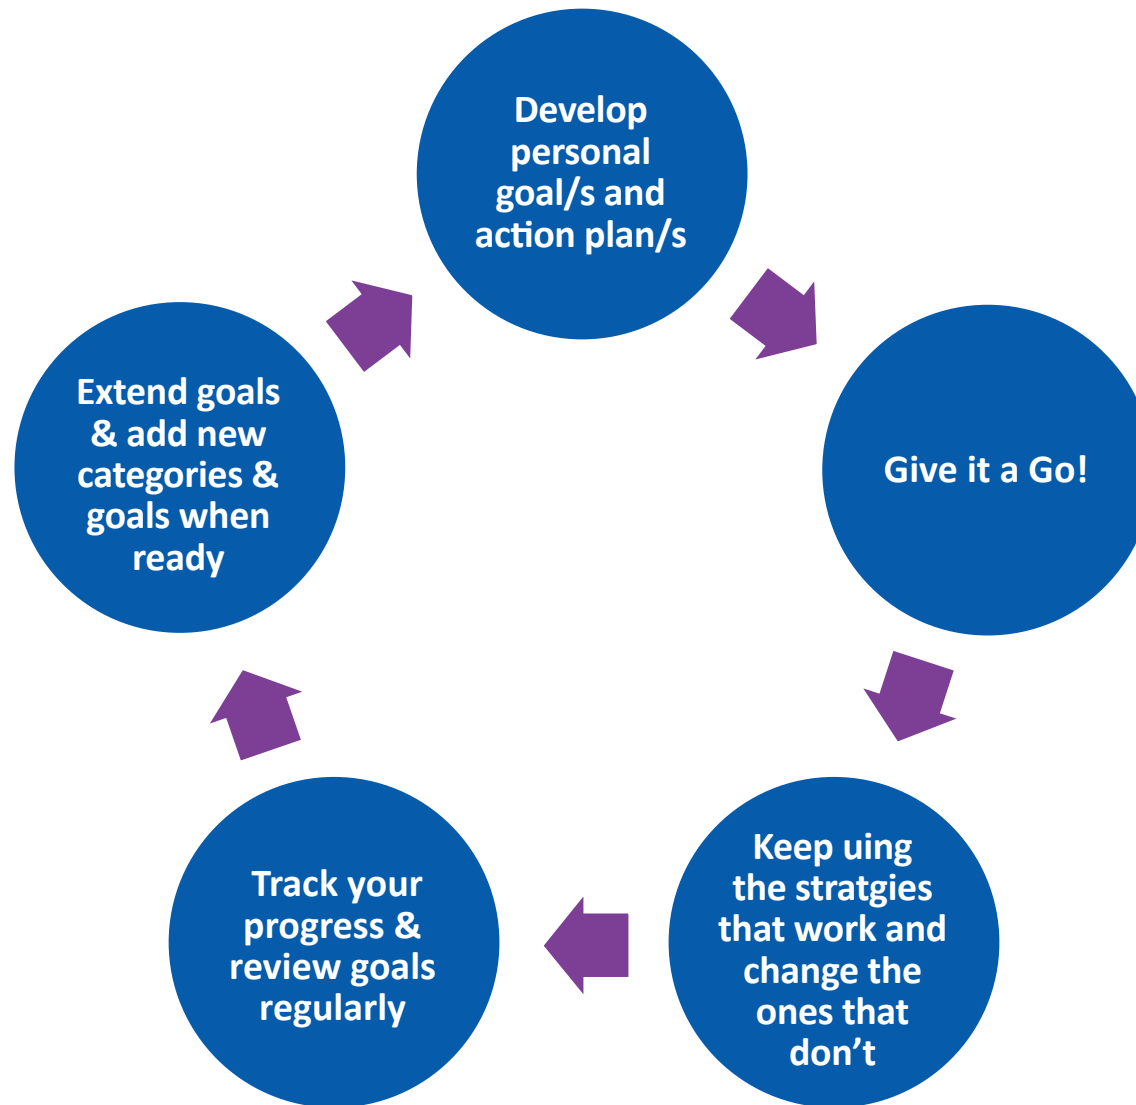 Develop
personal
goal/s and
action plan/s
Give it a Go!
Keep uing
the stratgies
that work and
change the
ones that
don’t
Track your
progress &
review goals
regularly
Extend goals
& add new
categories &
goals when
ready